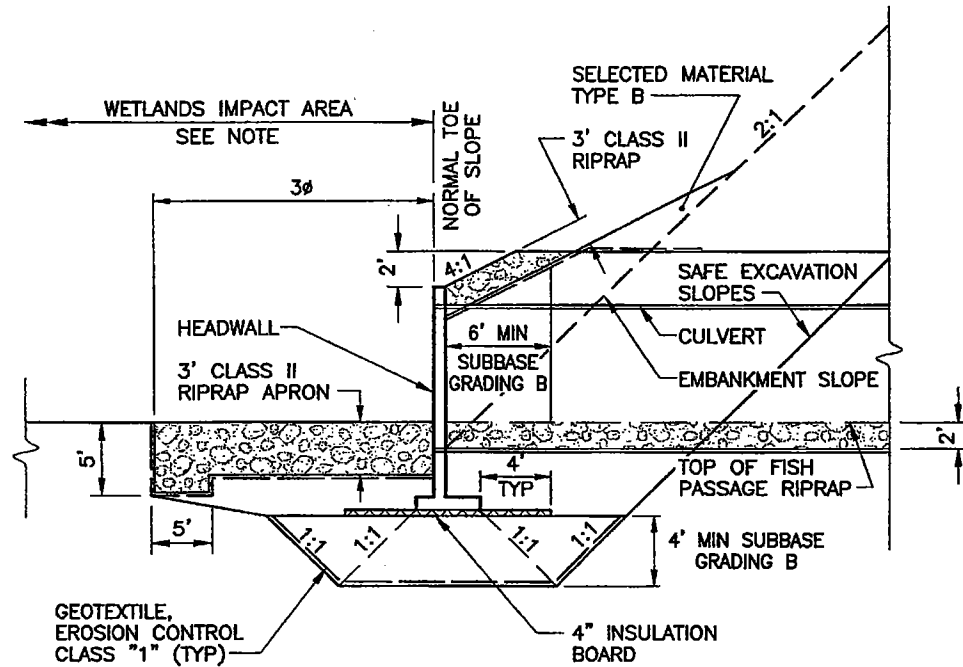 WETLANDS IMPACT AREA
SEE NOTE
NORMAL TOE
OF SLOPE
SELECTED MATERIAL
TYPE B
3' CLASS II
RIPRAP
2:1
3ø
2'
4:1
SAFE EXCAVATION
SLOPES
HEADWALL
6' MIN
SUBBASE
GRADING B
CULVERT
3' CLASS II
RIPRAP APRON
EMBANKMENT SLOPE
5'
2'
4'
TYP
TOP OF FISH
PASSAGE RIPRAP
5'
1:1
1:1
1:1
1:1
4' MIN SUBBASE
GRADING B
GEOTEXTILE,
EROSION CONTROL
CLASS "1" (TYP)
4" INSULATION
BOARD